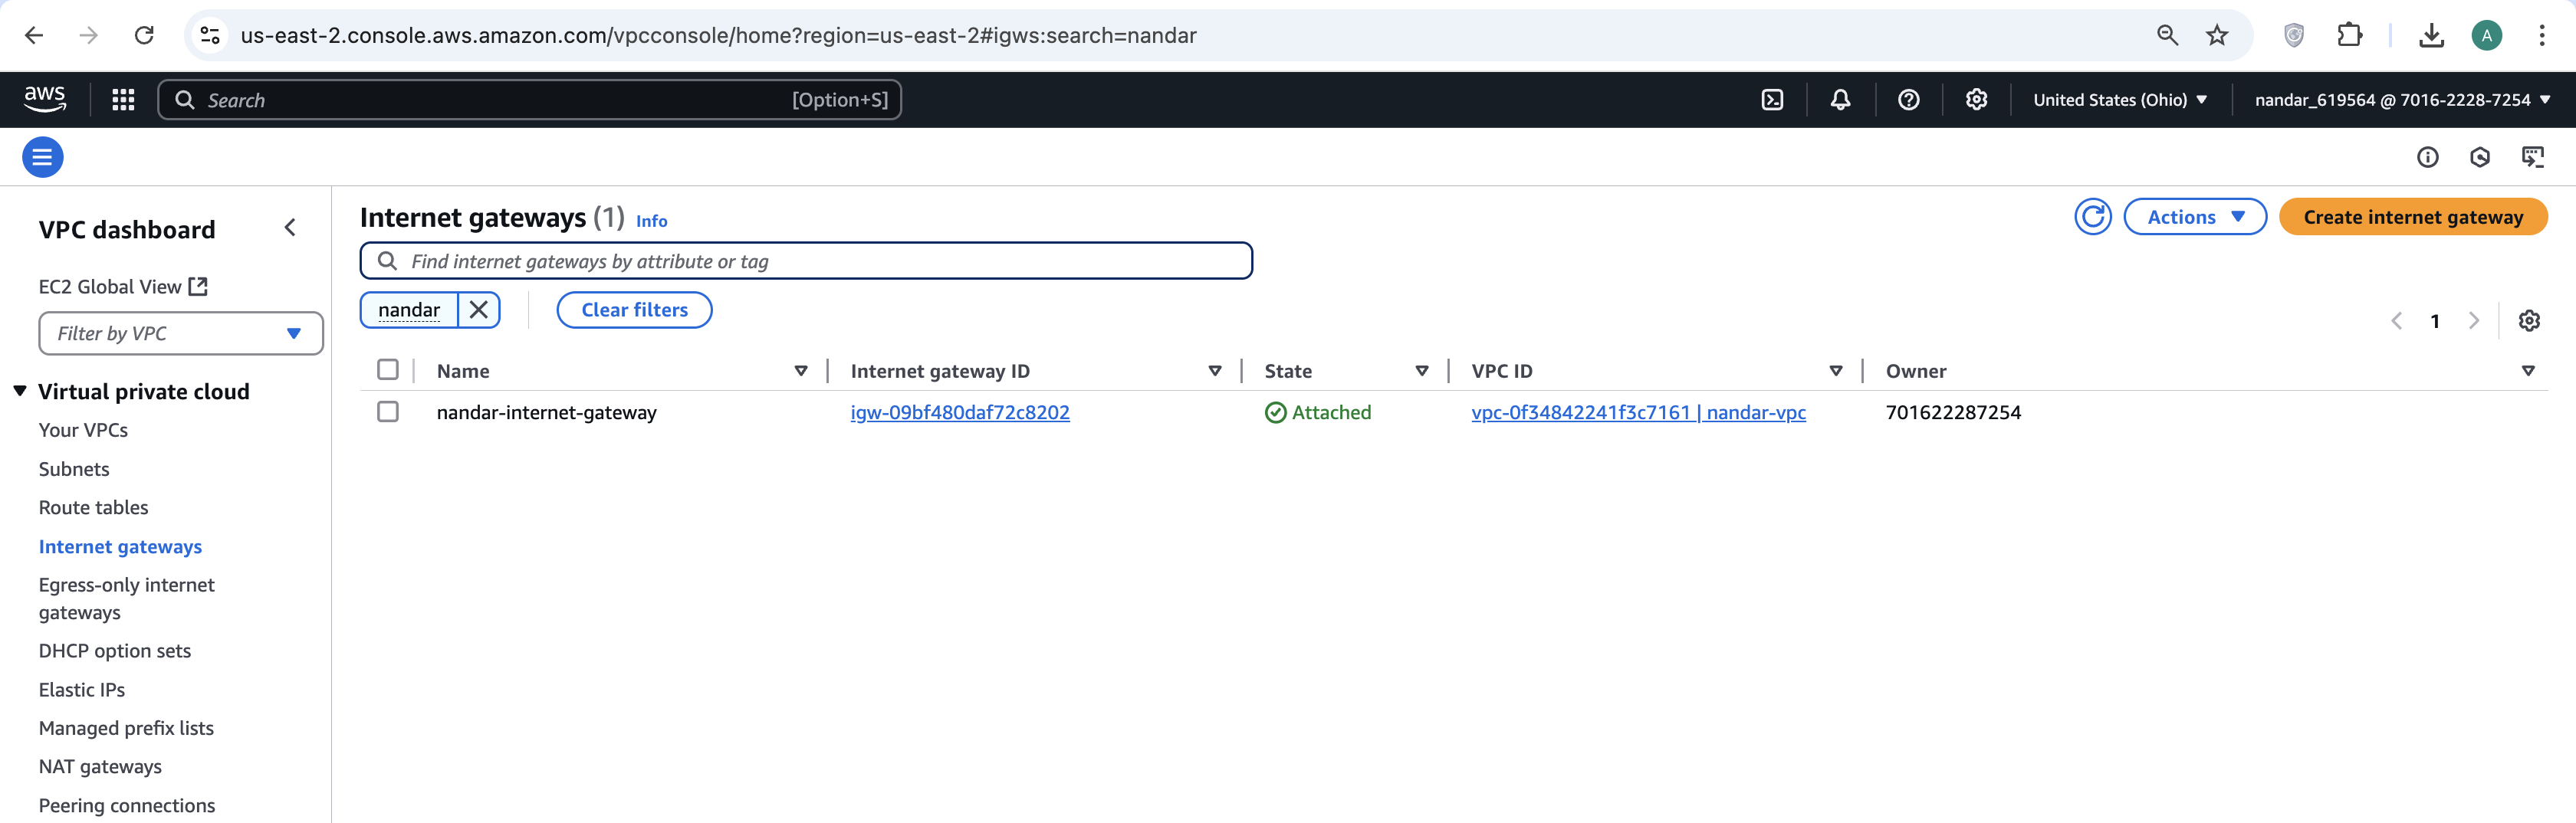 us-east-2.console.aws.amazon.com/vpcconsole/home?region=us-east-2#igws:search=nandar
A
aws
Search
[Option+S]
United States (Ohio)
nandar_619564 @ 7016-2228-7254
VPC dashboard
EC2 Global View
Filter by VPC
Virtual private cloud
Your VPCs
Subnets
Route tables
Internet gateways
Egress-only internet
gateways
DHCP option sets
Elastic IPs
Managed prefix lists
NAT gateways
Peering connections
Internet gateways (1) Info
Actions
Create internet gateway
Find internet gateways by attribute or tag
nandar
Clear filters
1
Name Internet gateway ID State VPC ID Owner
nandar-internet-gateway igw-09bf480daf72c8202 Attached vpc-0f34842241f3c7161 | nandar-vpc 701622287254